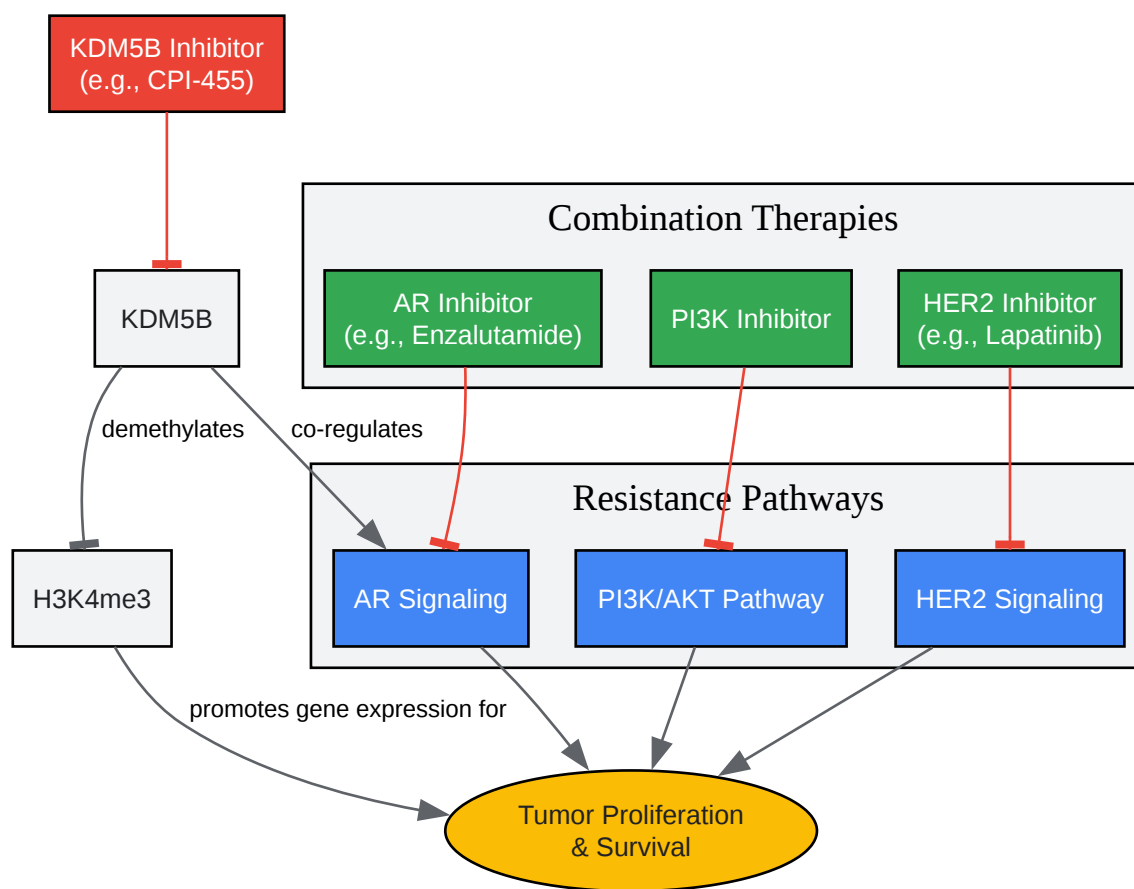 KDM5B Inhibitor
(e.g., CPI-455)
Combination Therapies
KDM5B
AR Inhibitor
(e.g., Enzalutamide)
PI3K Inhibitor
HER2 Inhibitor
(e.g., Lapatinib)
demethylates
co-regulates
Resistance Pathways
H3K4me3
AR Signaling
PI3K/AKT Pathway
HER2 Signaling
promotes gene expression for
Tumor Proliferation
& Survival